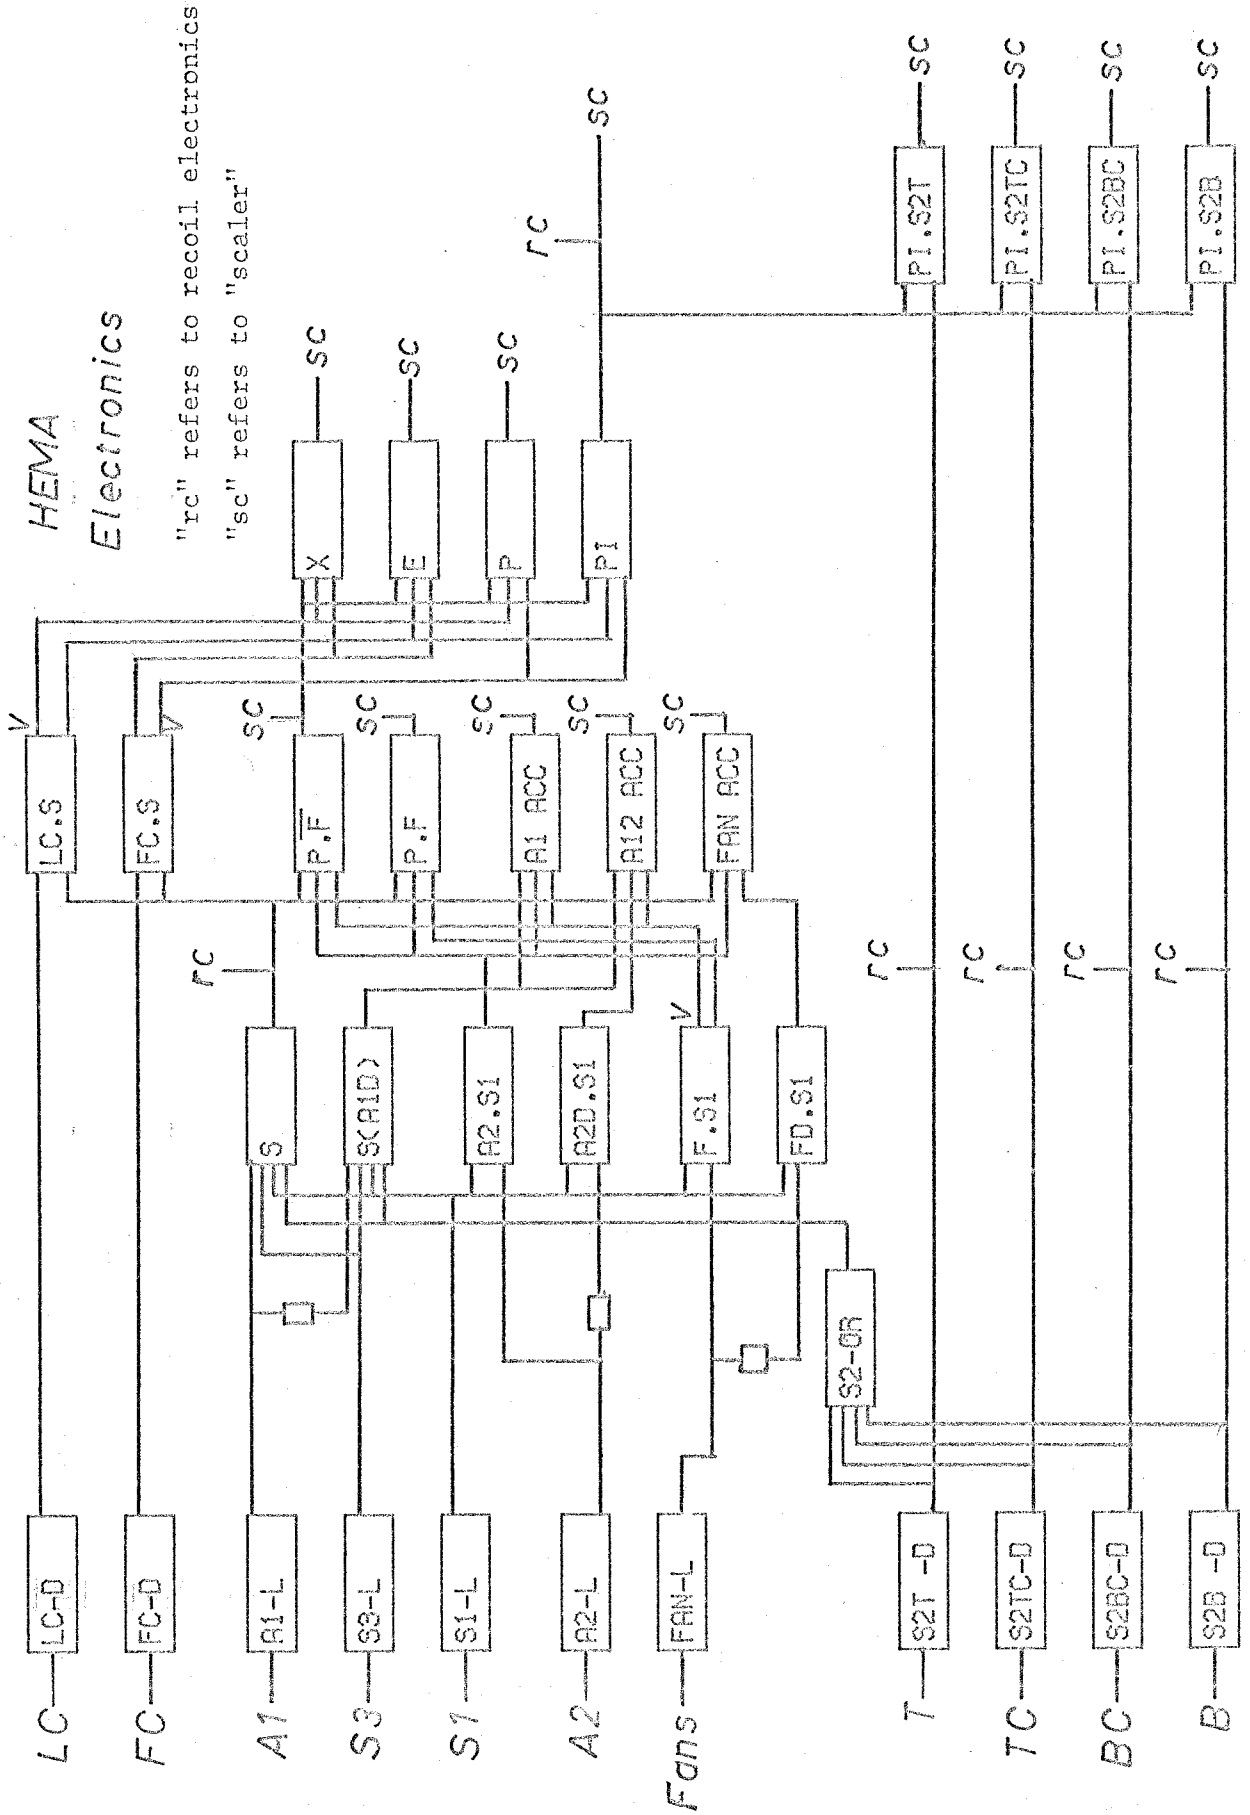 HEMA
Electronics
"rc" refers to recoil electronics
"sc" refers to "scaler"
LC
LC-D
LC.S
V
FC
FC-D
FC.S
V
A1
A1-L
S
rc
P.F̅
sc
X
sc
S3
S3-L
S(A1D)
P.F
sc
E
sc
S1
S1-L
A2.S1
A1 ACC
sc
P
sc
A2
A2-L
A2D.S1
A12 ACC
sc
PI
rc
sc
Fans
FAN-L
F.S1
V
FAN ACC
sc
FD.S1
S2-OR
T
S2T -D
rc
PI.S2T
sc
TC
S2TC-D
rc
PI.S2TC
sc
BC
S2BC-D
rc
PI.S2BC
sc
B
S2B -D
rc
PI.S2B
sc